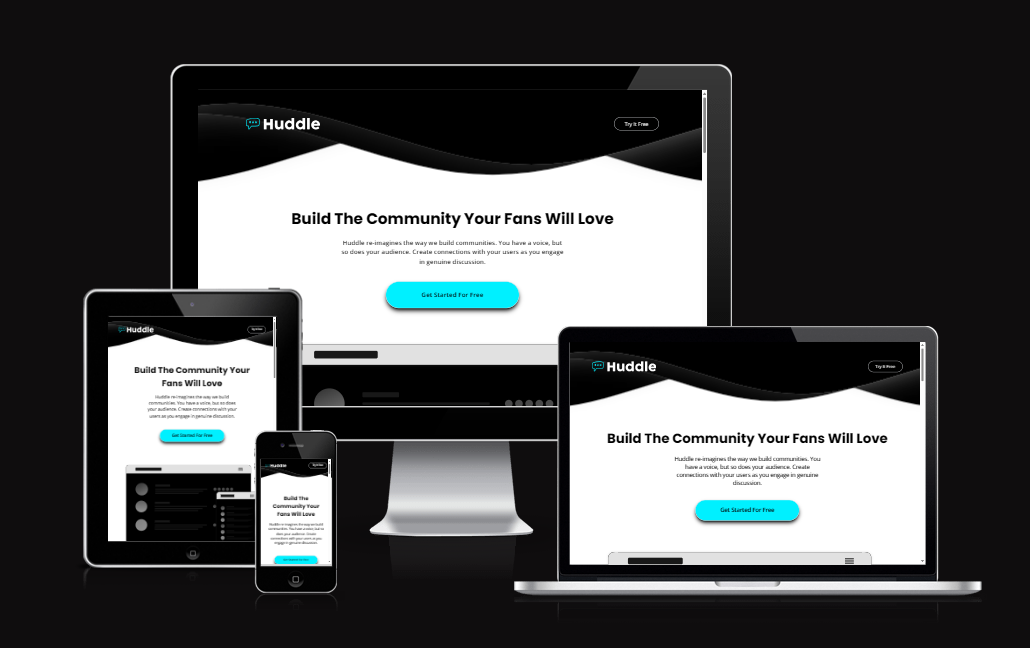 Huddle
Try It Free
Build The Community Your Fans Will Love
Huddle re-imagines the way we build communities. You have a voice, but
so does your audience. Create connections with your users as you engage
in genuine discussion.
Get Started For Free
Huddle
Try It Free
Build The Community Your
Fans Will Love
Huddle re-imagines the way we build
communities. You have a voice, but so does
your audience. Create connections with your
users as you engage in genuine discussion.
Get Started For Free
Huddle
Try It Free
Build The
Community Your
Fans Will Love
Huddle re-imagines the way we build
communities. You have a voice, but so
does your audience. Create
connections with your users as you
engage in genuine discussion.
Get Started For Free
Huddle
Try It Free
Build The Community Your Fans Will Love
Huddle re-imagines the way we build communities. You
have a voice, but so does your audience. Create
connections with your users as you engage in genuine
discussion.
Get Started For Free